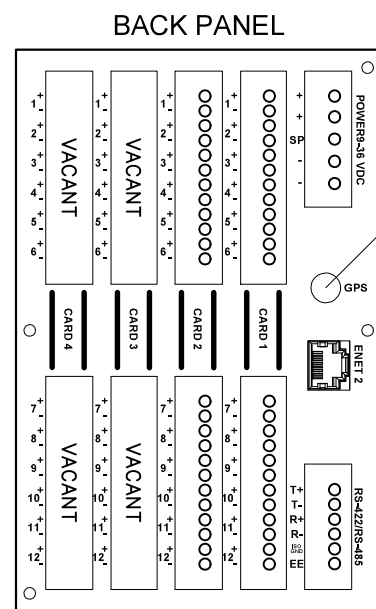 BACK PANEL
+ 1 - + 1 - + 1 - + 1 - +
+ 2 - + 2 - + 2 - + 2 - +
+ 3 - + 3 - + 3 - + 3 - SP
+ 4 - + 4 - + 4 - + 4 - -
+ 5 - + 5 - + 5 - + 5 - -
+ 6 - + 6 - + 6 - + 6 -
VACANT
VACANT
POWER9-36 VDC
GPS
CARD 4
CARD 3
CARD 2
CARD 1
ENET 2
+ 7 - + 7 - + 7 - + 7 -
+ 8 - + 8 - + 8 - + 8 -
+ 9 - + 9 - + 9 - + 9 -
+ 10 - + 10 - + 10 - + 10 -
+ 11 - + 11 - + 11 - + 11 -
+ 12 - + 12 - + 12 - + 12 -
VACANT
VACANT
T+
T-
R+
R-
ISO GND
EE
RS-422/RS-485